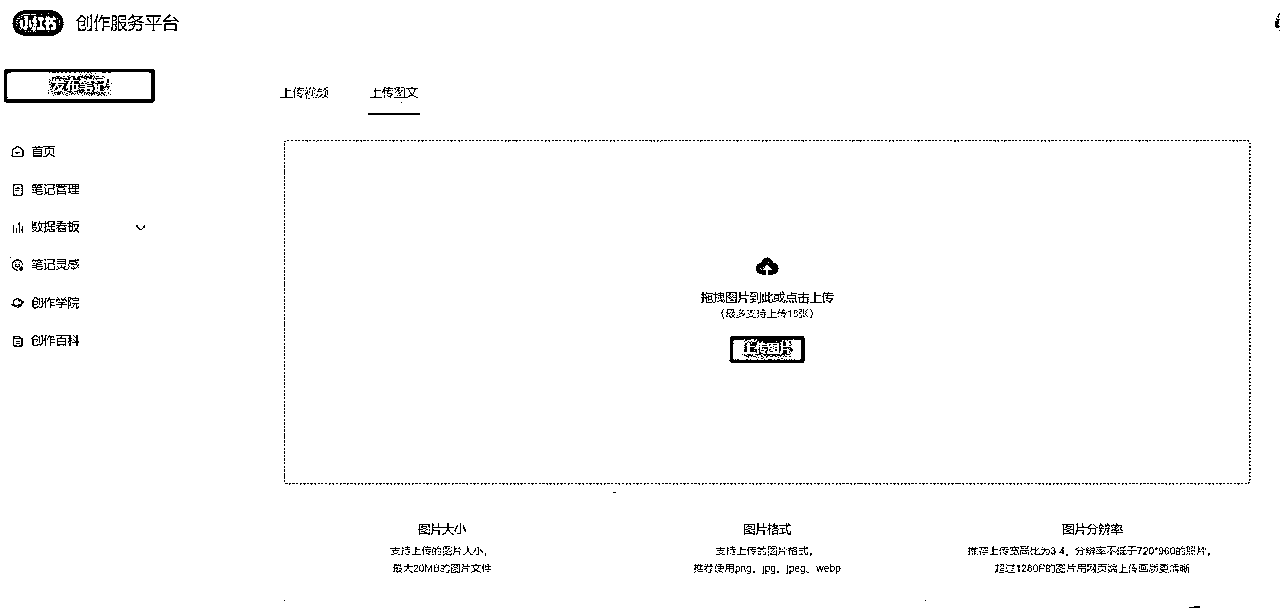 小红书 创作服务平台
发布笔记
上传视频 上传图文
首页
笔记管理
数据看板
笔记灵感
创作学院
创作百科
拖拽图片到此或点击上传
(最多支持上传18张)
上传图片
图片大小
支持上传的图片大小，
最大20MB的图片文件
图片格式
支持上传的图片格式，
推荐使用png、jpg、jpeg、webp
图片分辨率
推荐上传宽高比为3:4、分辨率不低于720*960的照片，
超过1280P的图片用网页端上传画质更清晰